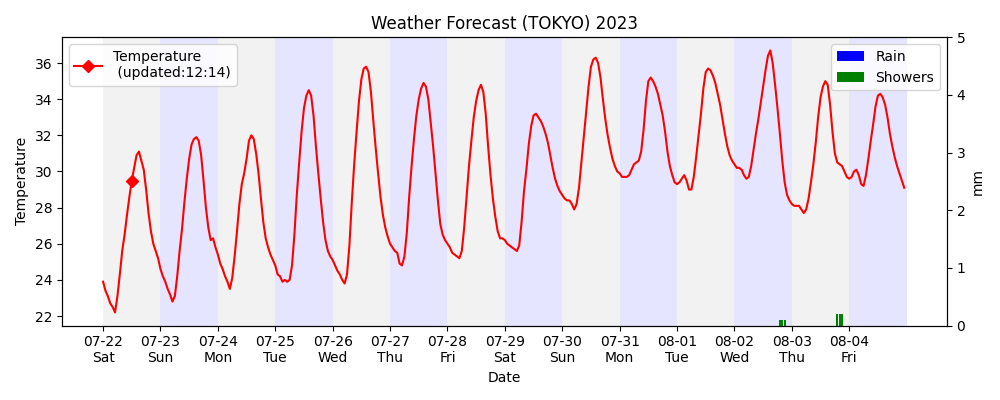 Weather Forecast (TOKYO) 2023
Temperature
(updated:12:14)
Rain
Showers
Temperature
36
34
32
30
28
26
24
22
5
4
3
2
1
0
mm
07-22 07-23 07-24 07-25 07-26 07-27 07-28 07-29 07-30 07-31 08-01 08-02 08-03 08-04
Sat Sun Mon Tue Wed Thu Fri Sat Sun Mon Tue Wed Thu Fri
Date